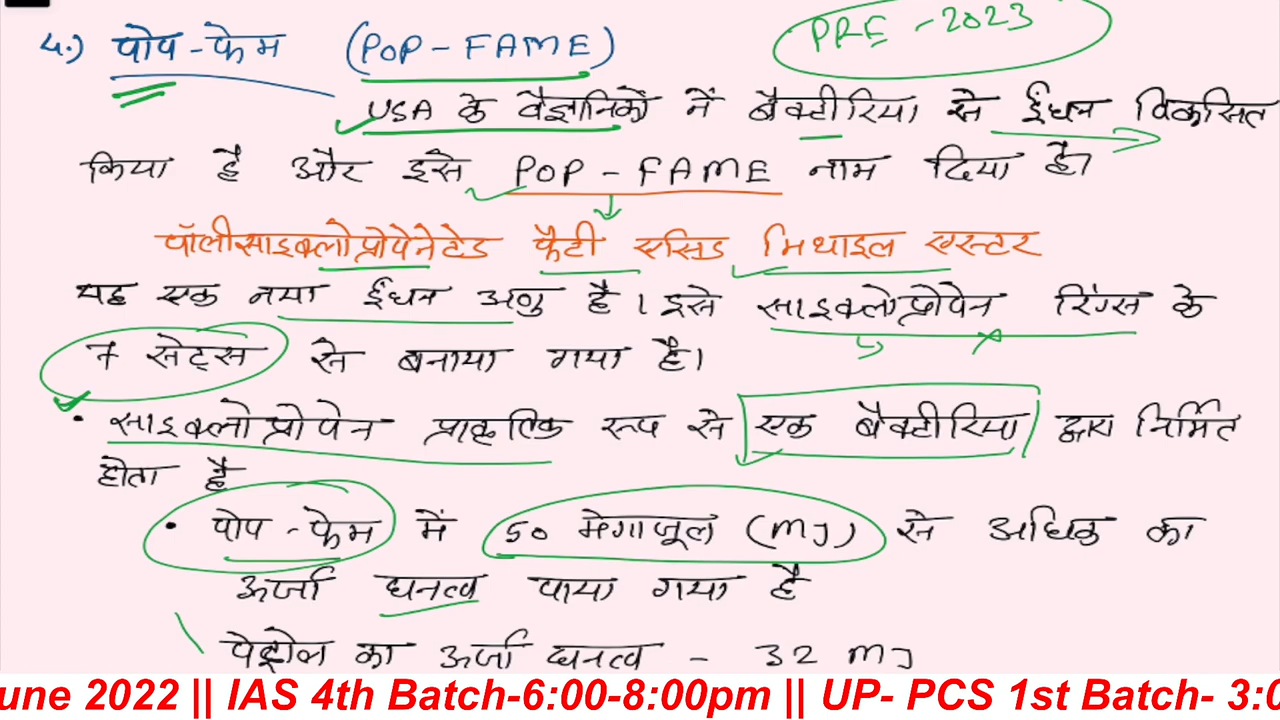 4.) पोप - फेम (POP - FAME)
PRE - 2023
USA के वैज्ञानिकों नें बैक्टीरिया से ईंधन विकसित
किया है और इसे POP - FAME नाम दिया है।
पॉलीसाइक्लोप्रोपेनेटेड फैटी एसिड मिथाइल एस्टर
यह एक नया ईंधन अणु है। इसे साइक्लोप्रोपेन रिंग्स के
7 सेट्स से बनाया गया है।
• साइक्लोप्रोपेन प्राकृतिक रूप से एक बैक्टीरिया द्वारा निर्मित
होता है
• पोप - फेम में 50 मेगाजूल (MJ) से अधिक का
ऊर्जा घनत्व पाया गया है
पेट्रोल का ऊर्जा घनत्व - 32 MJ
une 2022 || IAS 4th Batch-6:00-8:00pm || UP- PCS 1st Batch- 3:0